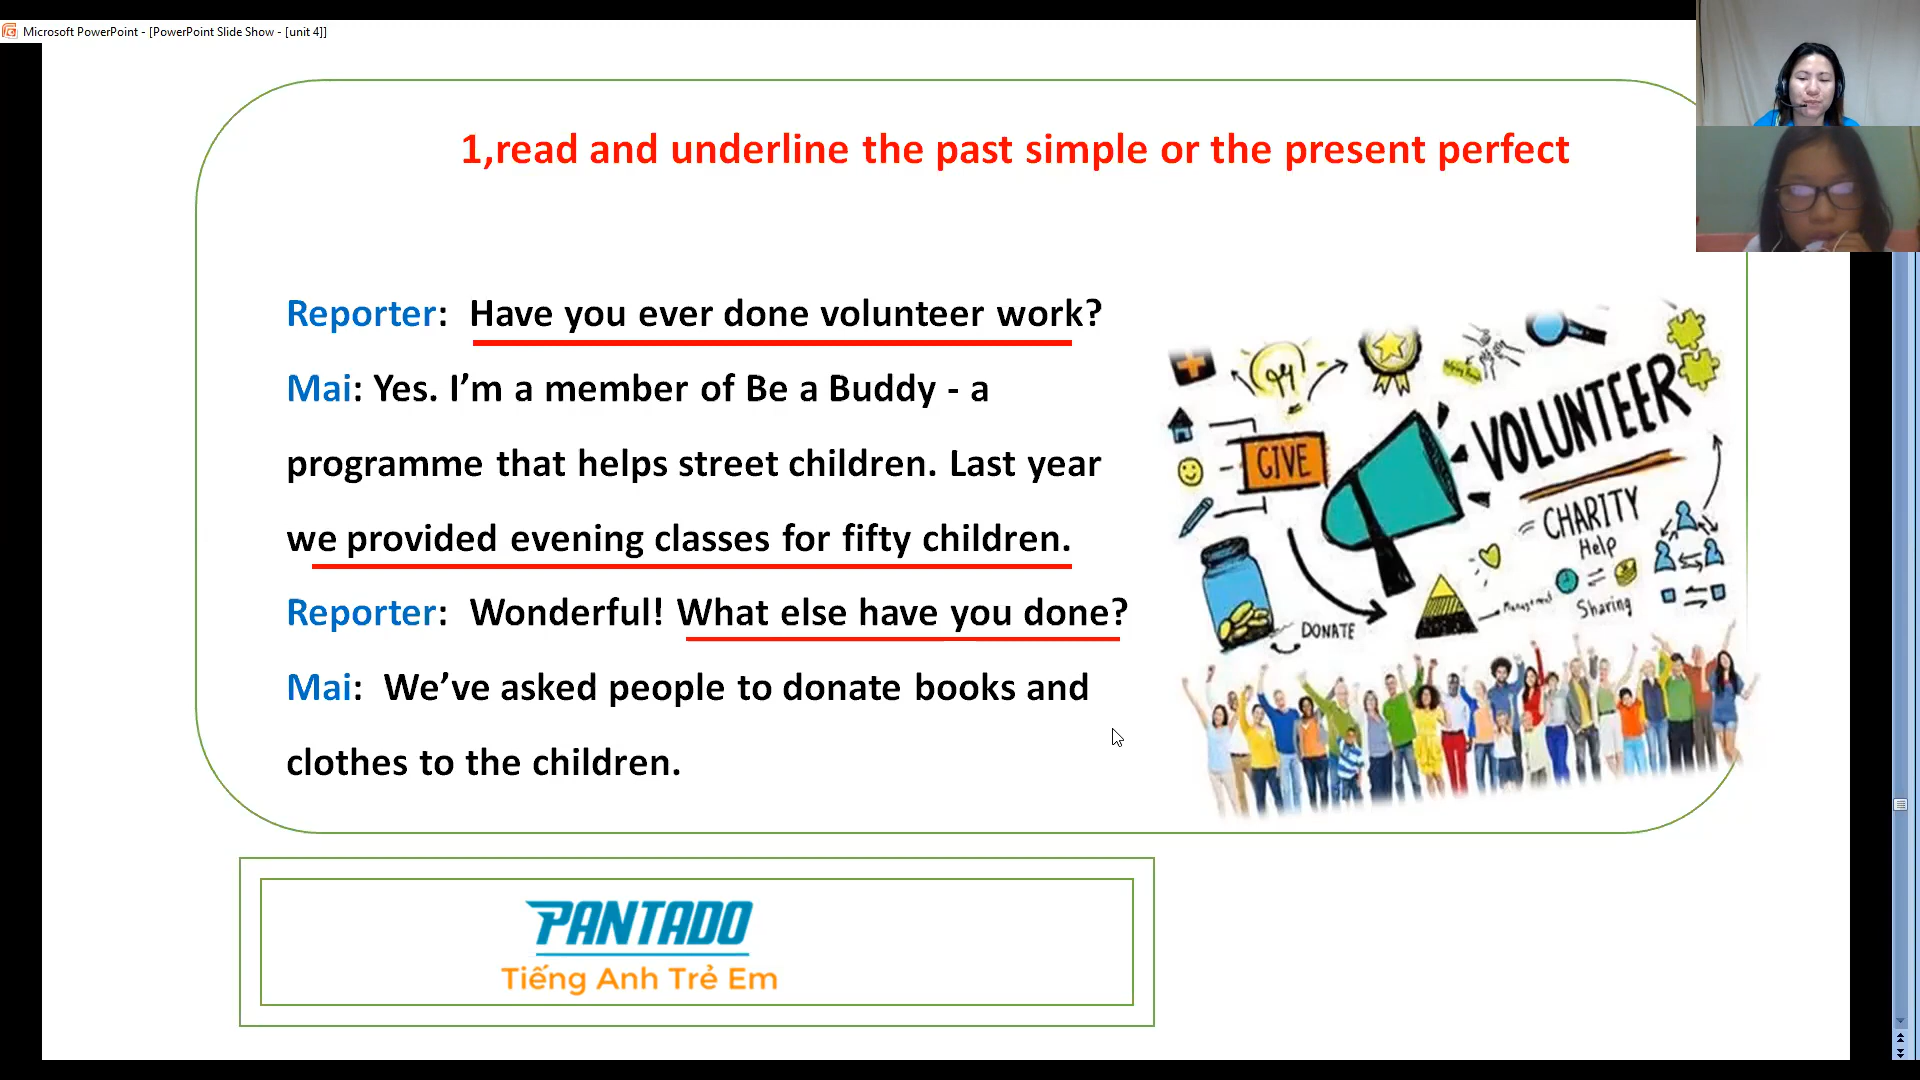 Microsoft PowerPoint - [PowerPoint Slide Show - [unit 4]]
1,read and underline the past simple or the present perfect
Reporter: Have you ever done volunteer work?
Mai: Yes. I’m a member of Be a Buddy - a
programme that helps street children. Last year
we provided evening classes for fifty children.
Reporter: Wonderful! What else have you done?
Mai: We’ve asked people to donate books and
clothes to the children.
VOLUNTEER
GIVE
CHARITY
Help
Sharing
DONATE
PANTADO
Tiếng Anh Trẻ Em